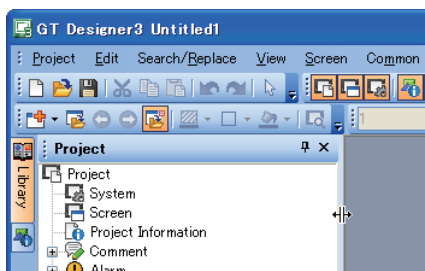 GT Designer3 Untitled1
Project Edit Search/Replace View Screen Common
1
Project
Library
Project
System
Screen
Project Information
Comment
Alarm